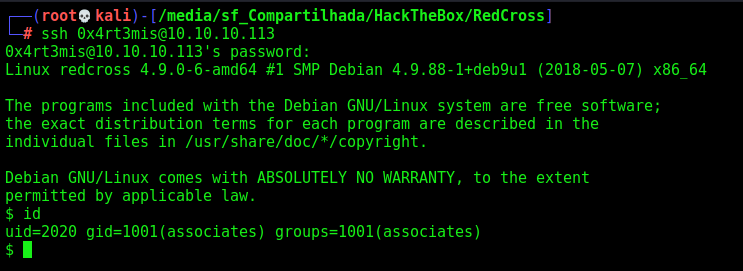 ┌──(root💀kali)-[/media/sf_Compartilhada/HackTheBox/RedCross]
└─# ssh 0x4rt3mis@10.10.10.113
0x4rt3mis@10.10.10.113's password:
Linux redcross 4.9.0-6-amd64 #1 SMP Debian 4.9.88-1+deb9u1 (2018-05-07) x86_64

The programs included with the Debian GNU/Linux system are free software;
the exact distribution terms for each program are described in the
individual files in /usr/share/doc/*/copyright.

Debian GNU/Linux comes with ABSOLUTELY NO WARRANTY, to the extent
permitted by applicable law.
$ id
uid=2020 gid=1001(associates) groups=1001(associates)
$